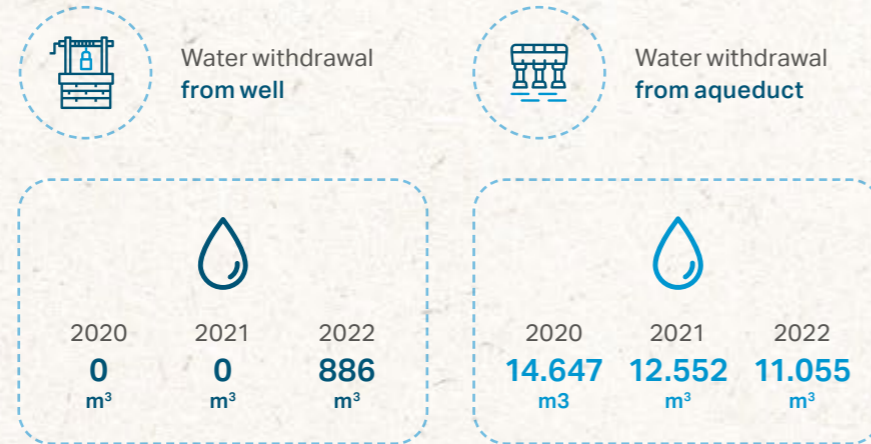 Water withdrawal
from well
Water withdrawal
from aqueduct
2020 2021 2022
0 0 886
m³ m³ m³
2020 2021 2022
14.647 12.552 11.055
m3 m³ m³